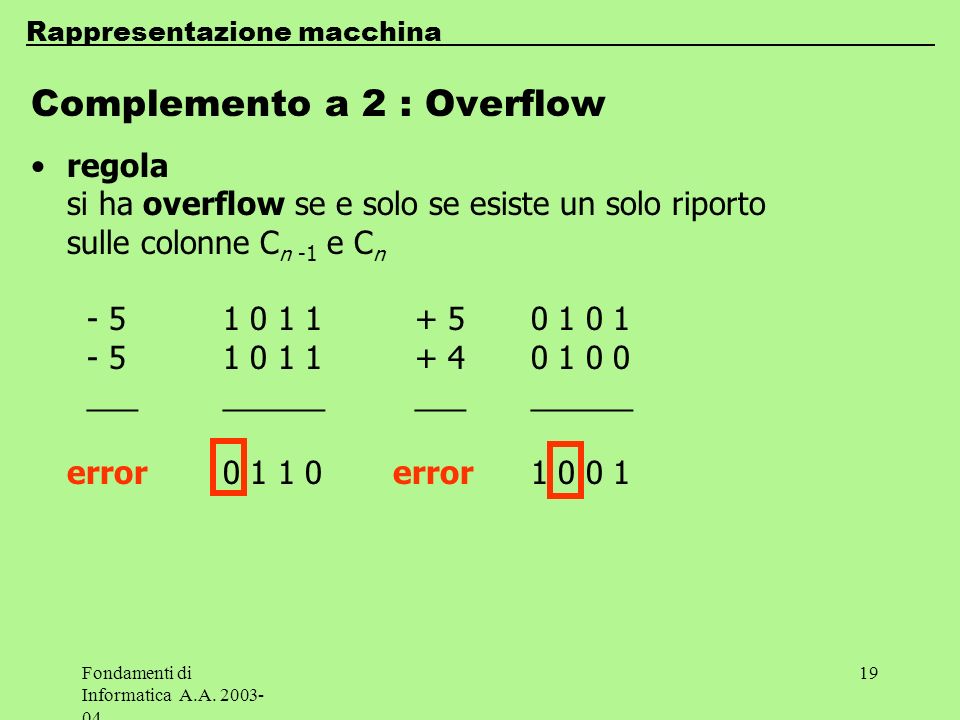 Rappresentazione macchina
Complemento a 2 : Overflow
• regola
si ha overflow se e solo se esiste un solo riporto
sulle colonne Cn -1 e Cn
- 5 1 0 1 1 + 5 0 1 0 1
- 5 1 0 1 1 + 4 0 1 0 0
___ ______ ___ ______
error 0 1 1 0 error 1 0 0 1
Fondamenti di
Informatica A.A. 2003-
04
19